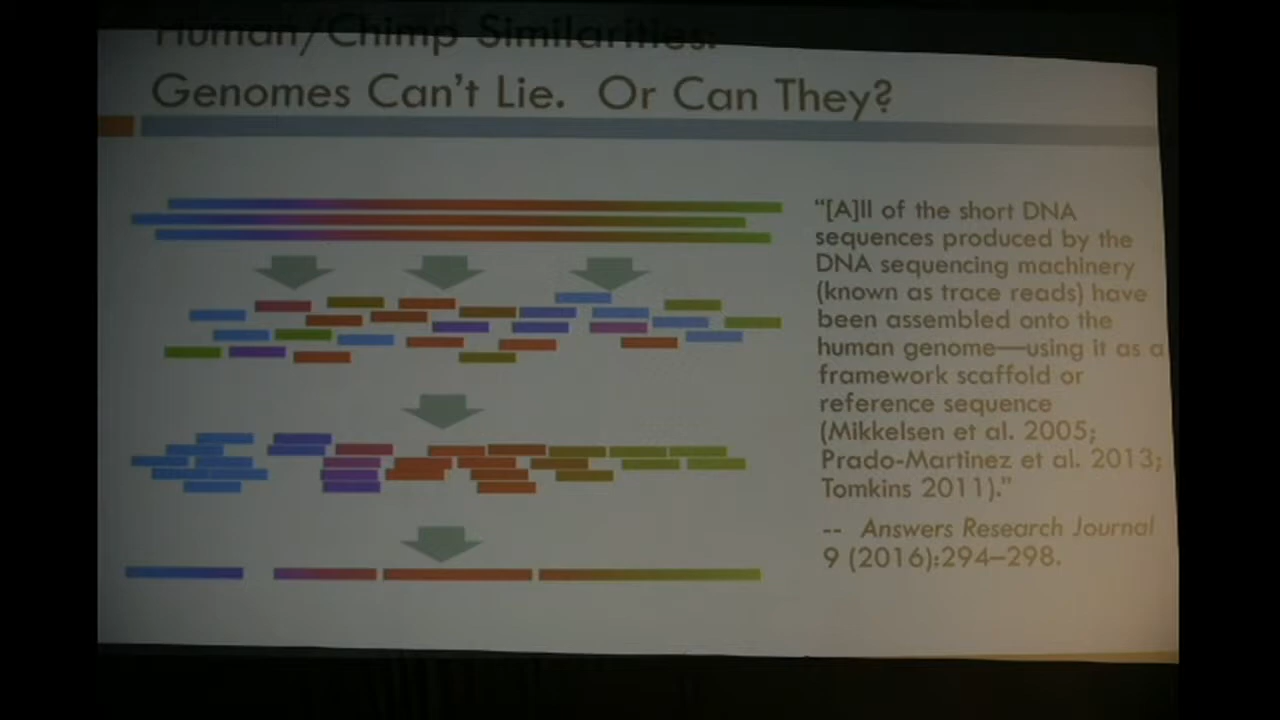 Human/Chimp Similarities:
Genomes Can't Lie. Or Can They?
"[A]ll of the short DNA
sequences produced by the
DNA sequencing machinery
(known as trace reads) have
been assembled onto the
human genome—using it as a
framework scaffold or
reference sequence
(Mikkelsen et al. 2005;
Prado-Martinez et al. 2013;
Tomkins 2011)."
-- Answers Research Journal
9 (2016):294–298.